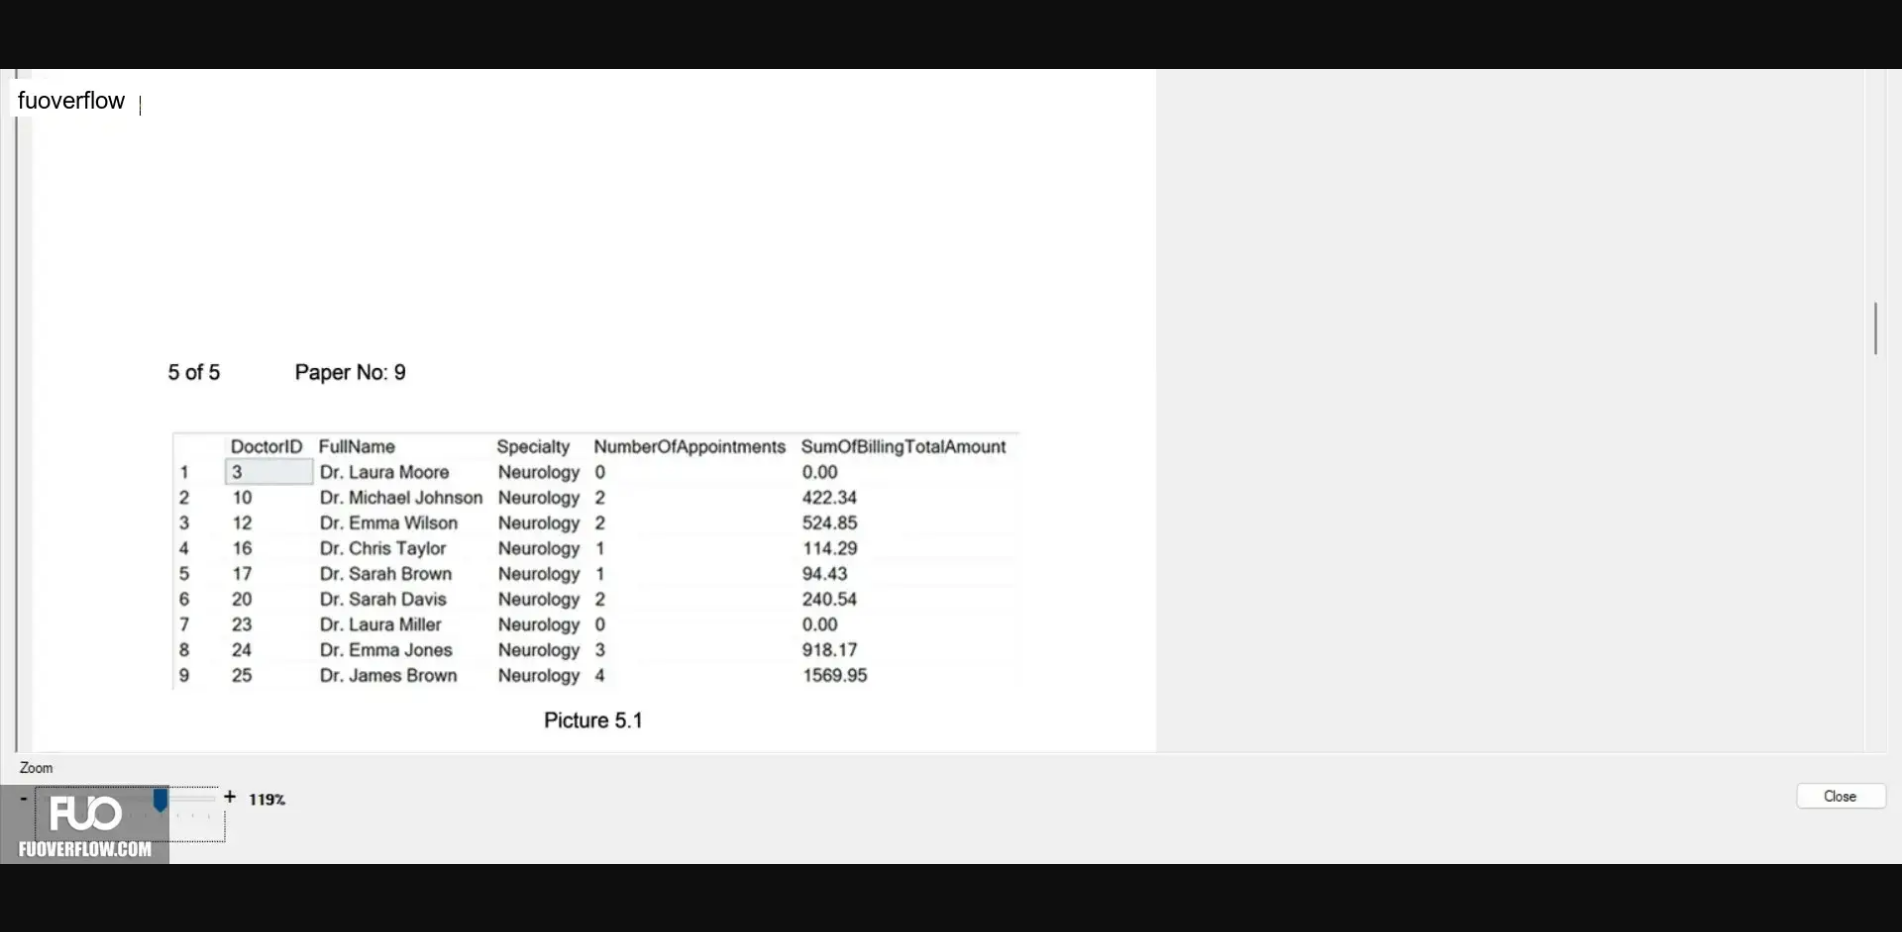 fuoverflow
5 of 5 Paper No: 9
DoctorID FullName Specialty NumberOfAppointments SumOfBillingTotalAmount
1 3 Dr. Laura Moore Neurology 0 0.00
2 10 Dr. Michael Johnson Neurology 2 422.34
3 12 Dr. Emma Wilson Neurology 2 524.85
4 16 Dr. Chris Taylor Neurology 1 114.29
5 17 Dr. Sarah Brown Neurology 1 94.43
6 20 Dr. Sarah Davis Neurology 2 240.54
7 23 Dr. Laura Miller Neurology 0 0.00
8 24 Dr. Emma Jones Neurology 3 918.17
9 25 Dr. James Brown Neurology 4 1569.95
Picture 5.1
Zoom
- + 119%
Close
FUO
FUOVERFLOW.COM